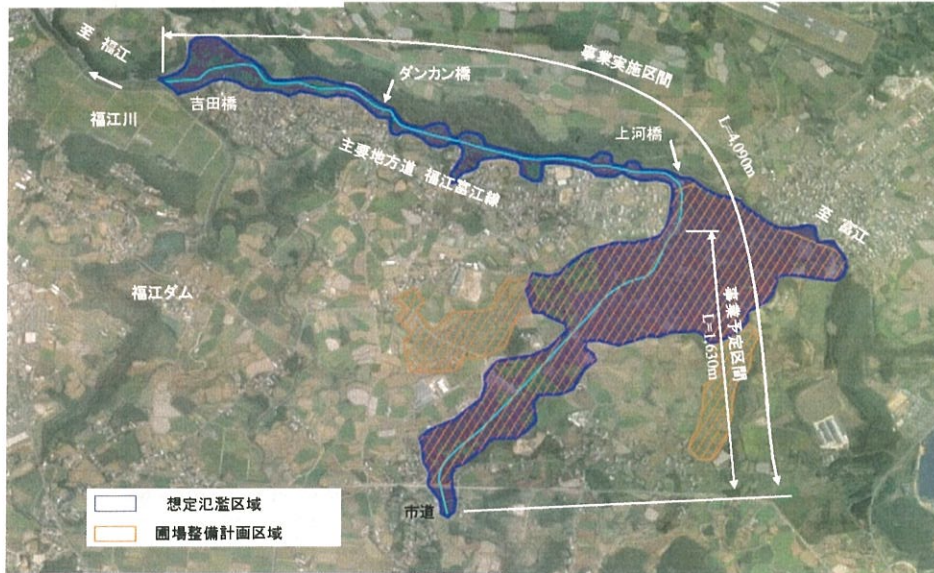 至 福江
事業実施区間
ダンカン橋
吉田橋
福江川
上河橋
L=4,090m
主要地方道 福江富江線
至 富江
福江ダム
事業予定区間
L=1,630m
想定氾濫区域
圃場整備計画区域
市道